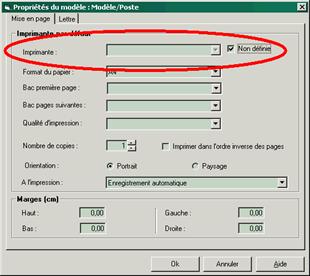 Propriétés du modèle : Modèle/Poste
Mise en page Lettre
Imprimante par défaut
Imprimante : Non définie
Format du papier :
Bac première page :
Bac pages suivantes :
Qualité d'impression :
Nombre de copies : 1 Imprimer dans l'ordre inverse des pages
Orientation : Portrait Paysage
A l'impression : Enregistrement automatique
Marges (cm)
Haut : 0,00 Gauche : 0,00
Bas : 0,00 Droite : 0,00
Ok Annuler Aide